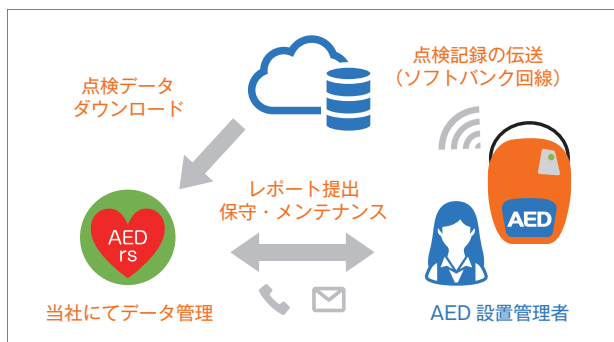 点検データ
ダウンロード
点検記録の伝送
（ソフトバンク回線）
レポート提出
保守・メンテナンス
AED
rs
AED
当社にてデータ管理
AED 設置管理者